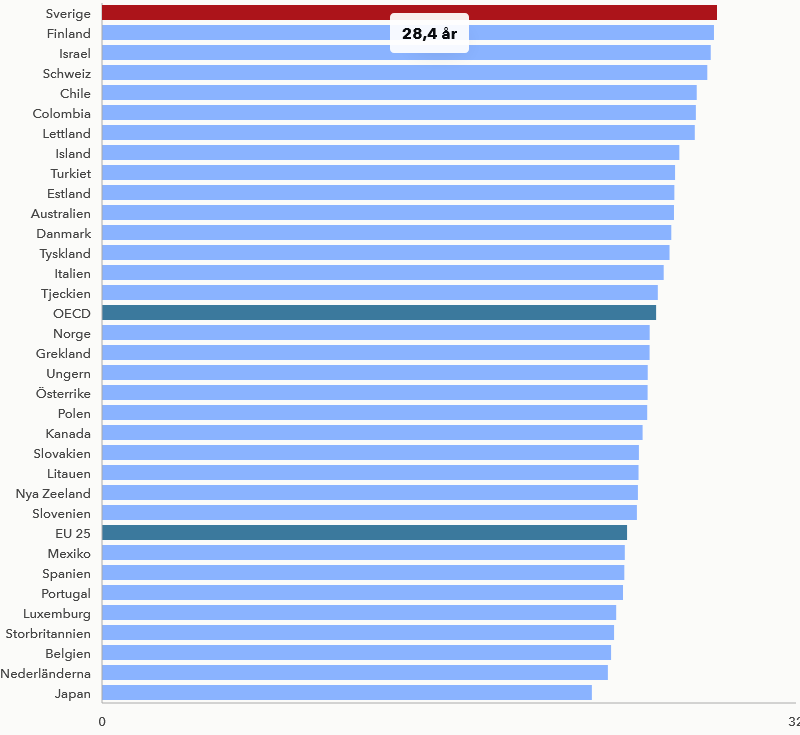 Sverige
28,4 år
Finland
Israel
Schweiz
Chile
Colombia
Lettland
Island
Turkiet
Estland
Australien
Danmark
Tyskland
Italien
Tjeckien
OECD
Norge
Grekland
Ungern
Österrike
Polen
Kanada
Slovakien
Litauen
Nya Zeeland
Slovenien
EU 25
Mexiko
Spanien
Portugal
Luxemburg
Storbritannien
Belgien
Nederländerna
Japan
0
32